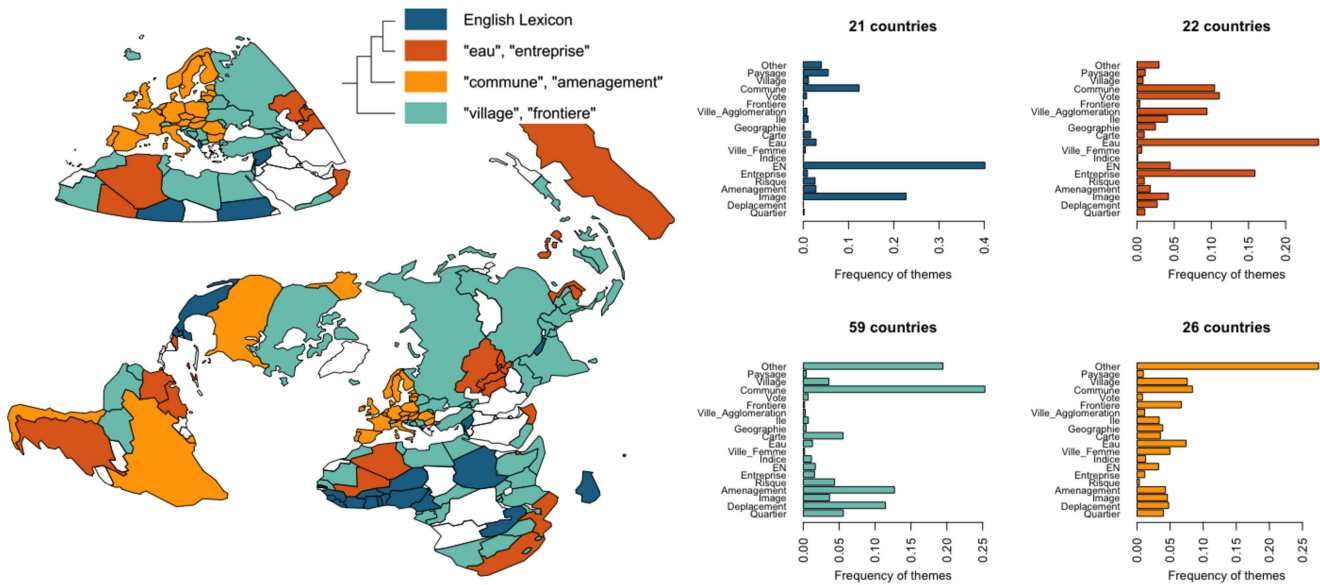 English Lexicon
"eau", "entreprise"
"commune", "amenagement"
"village", "frontiere"
21 countries
Other
Paysage
Village
Commune
Vote
Frontiere
Ville_Agglomeration
Ile
Geographie
Carte
Eau
Ville_Femme
Indice
EN
Entreprise
Risque
Amenagement
Image
Deplacement
Quartier
0.0
0.1
0.2
0.3
0.4
Frequency of themes
22 countries
Other
Paysage
Village
Commune
Vote
Frontiere
Ville_Agglomeration
Ile
Geographie
Carte
Eau
Ville_Femme
Indice
EN
Entreprise
Risque
Amenagement
Image
Deplacement
Quartier
0.00
0.05
0.10
0.15
0.20
Frequency of themes
59 countries
Other
Paysage
Village
Commune
Vote
Frontiere
Ville_Agglomeration
Ile
Geographie
Carte
Eau
Ville_Femme
Indice
EN
Entreprise
Risque
Amenagement
Image
Deplacement
Quartier
0.00
0.05
0.10
0.15
0.20
0.25
Frequency of themes
26 countries
Other
Paysage
Village
Commune
Vote
Frontiere
Ville_Agglomeration
Ile
Geographie
Carte
Eau
Ville_Femme
Indice
EN
Entreprise
Risque
Amenagement
Image
Deplacement
Quartier
0.00
0.05
0.10
0.15
0.20
0.25
Frequency of themes